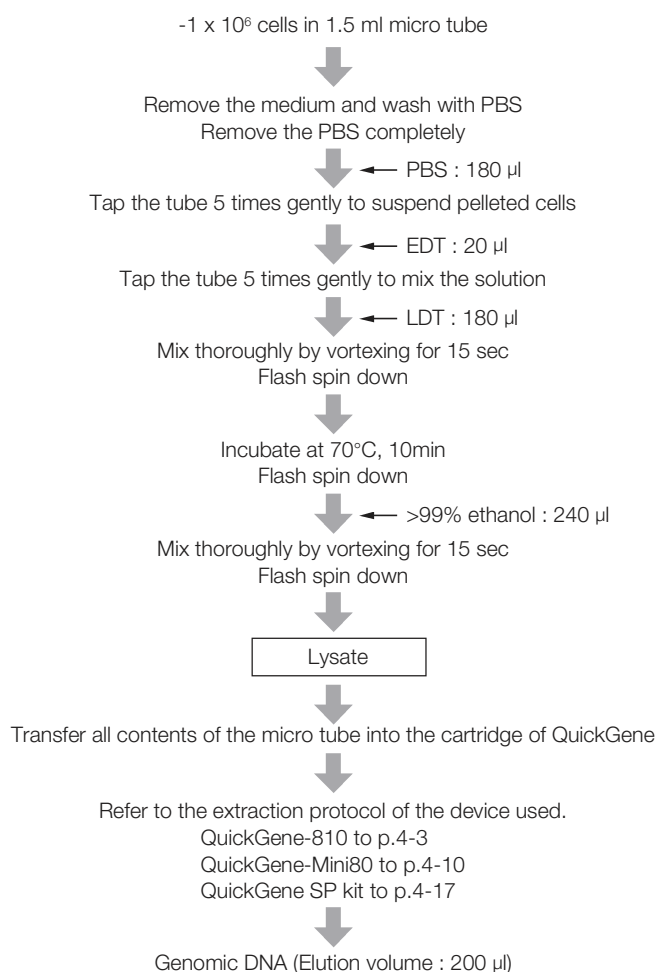 -1 x 10⁶ cells in 1.5 ml micro tube
Remove the medium and wash with PBS
Remove the PBS completely
PBS : 180 µl
Tap the tube 5 times gently to suspend pelleted cells
EDT : 20 µl
Tap the tube 5 times gently to mix the solution
LDT : 180 µl
Mix thoroughly by vortexing for 15 sec
Flash spin down
Incubate at 70°C, 10min
Flash spin down
>99% ethanol : 240 µl
Mix thoroughly by vortexing for 15 sec
Flash spin down
Lysate
Transfer all contents of the micro tube into the cartridge of QuickGene
Refer to the extraction protocol of the device used.
QuickGene-810 to p.4-3
QuickGene-Mini80 to p.4-10
QuickGene SP kit to p.4-17
Genomic DNA (Elution volume : 200 µl)